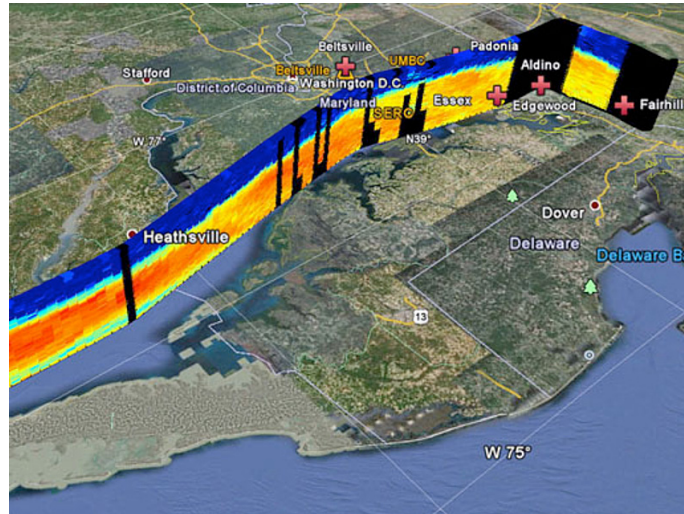 Beltsville
UMBC
Padonia
Stafford
Beltsville
Aldino
District of Columbia
Washington D.C.
Maryland
Essex
Edgewood
Fairhill
SERC
W 77°
N39°
Heathsville
Dover
Delaware
Delaware B
13
W 75°